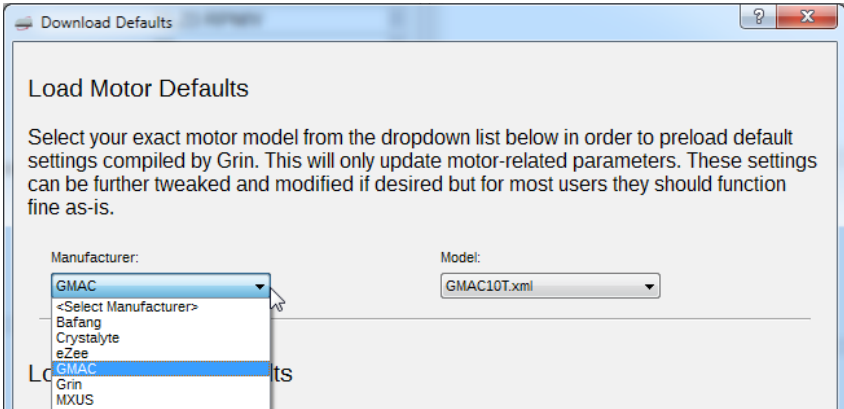 Download Defaults
Load Motor Defaults
Select your exact motor model from the dropdown list below in order to preload default
settings compiled by Grin. This will only update motor-related parameters. These settings
can be further tweaked and modified if desired but for most users they should function
fine as-is.
Manufacturer:
Model:
GMAC
GMAC10T.xml
<Select Manufacturer>
Bafang
Crystalyte
eZee
GMAC
Grin
MXUS